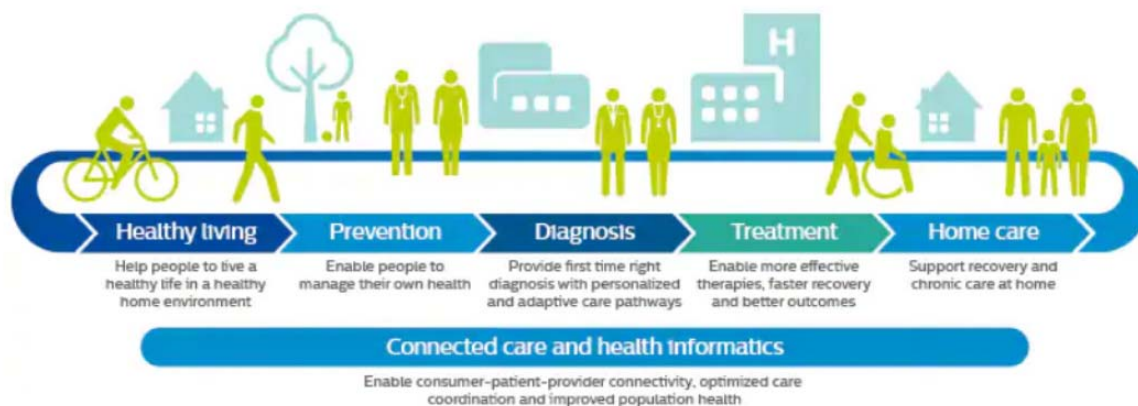 H
Healthy living
Prevention
Diagnosis
Treatment
Home care
Help people to live a
healthy life in a healthy
home environment
Enable people to
manage their own health
Provide first time right
diagnosis with personalized
and adaptive care pathways
Enable more effective
therapies, faster recovery
and better outcomes
Support recovery and
chronic care at home
Connected care and health informatics
Enable consumer-patient-provider connectivity, optimized care
coordination and improved population health